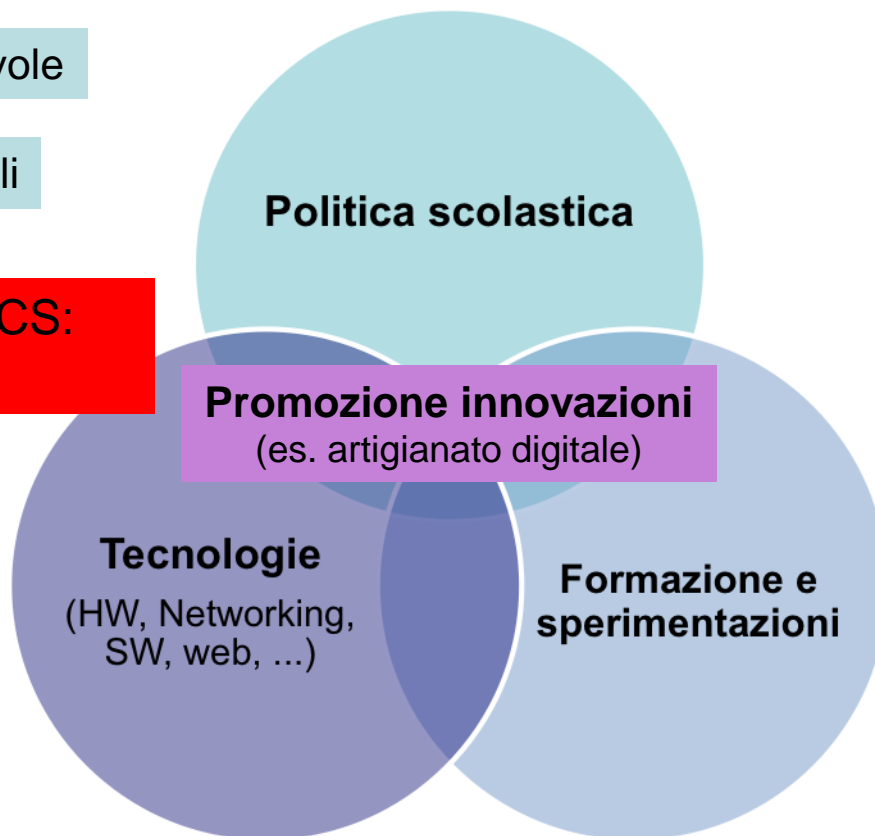 vole
li
CS:
Politica scolastica
Promozione innovazioni
(es. artigianato digitale)
Tecnologie
(HW, Networking,
SW, web, ...)
Formazione e
sperimentazioni